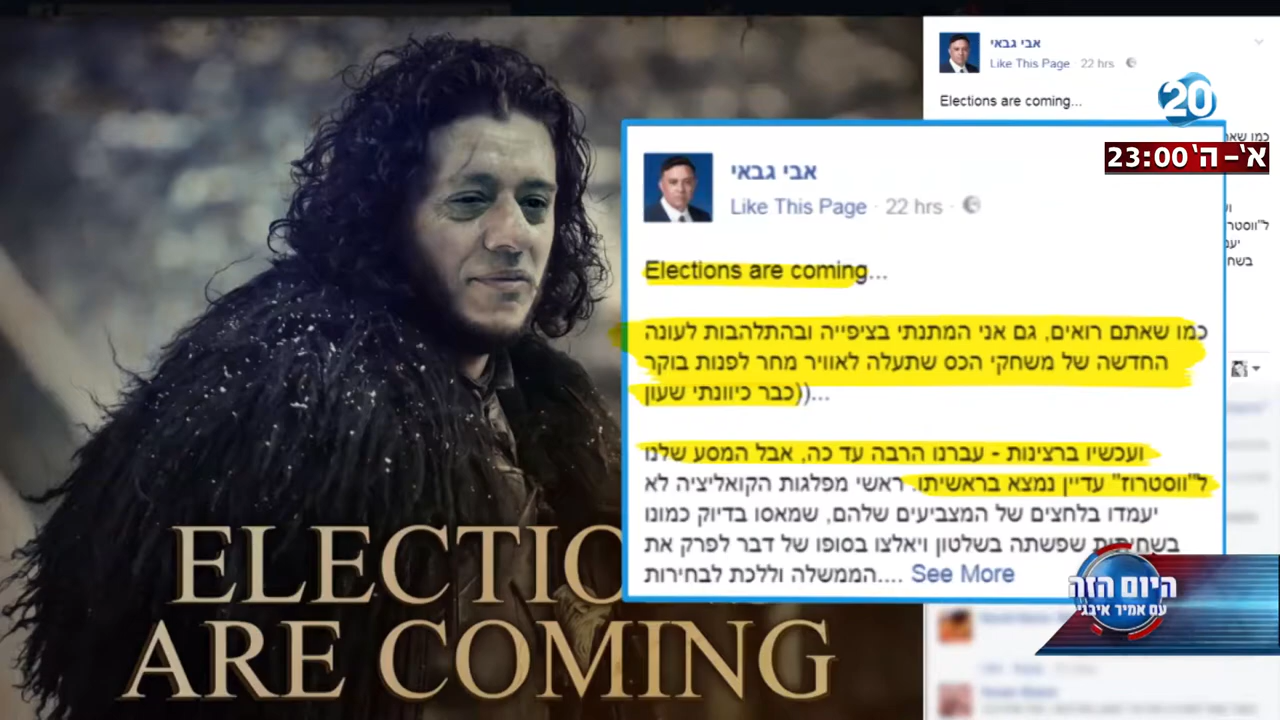 אבי גבאי
Like This Page · 22 hrs
Elections are coming...
20
א'-ה' 23:00
אבי גבאי
Like This Page · 22 hrs ·
Elections are coming...
כמו שאתם רואים, גם אני המתנתי בציפייה ובהתלהבות לעונה
החדשה של משחקי הכס שתעלה לאוויר מחר לפנות בוקר
(כבר כיוונתי שעון))...
ועכשיו ברצינות - עברנו הרבה עד כה, אבל המסע שלנו
ל"ווסטרוז" עדיין נמצא בראשיתו. ראשי מפלגות הקואליציה לא
יעמדו בלחצים של המצביעים שלהם, שמאסו בדיוק כמונו
בשחיתות שפשתה בשלטון ויאלצו בסופו של דבר לפרק את
הממשלה וללכת לבחירות.... See More
ELECTIO
ARE COMING
היום הזה
עם אמיר איבגי